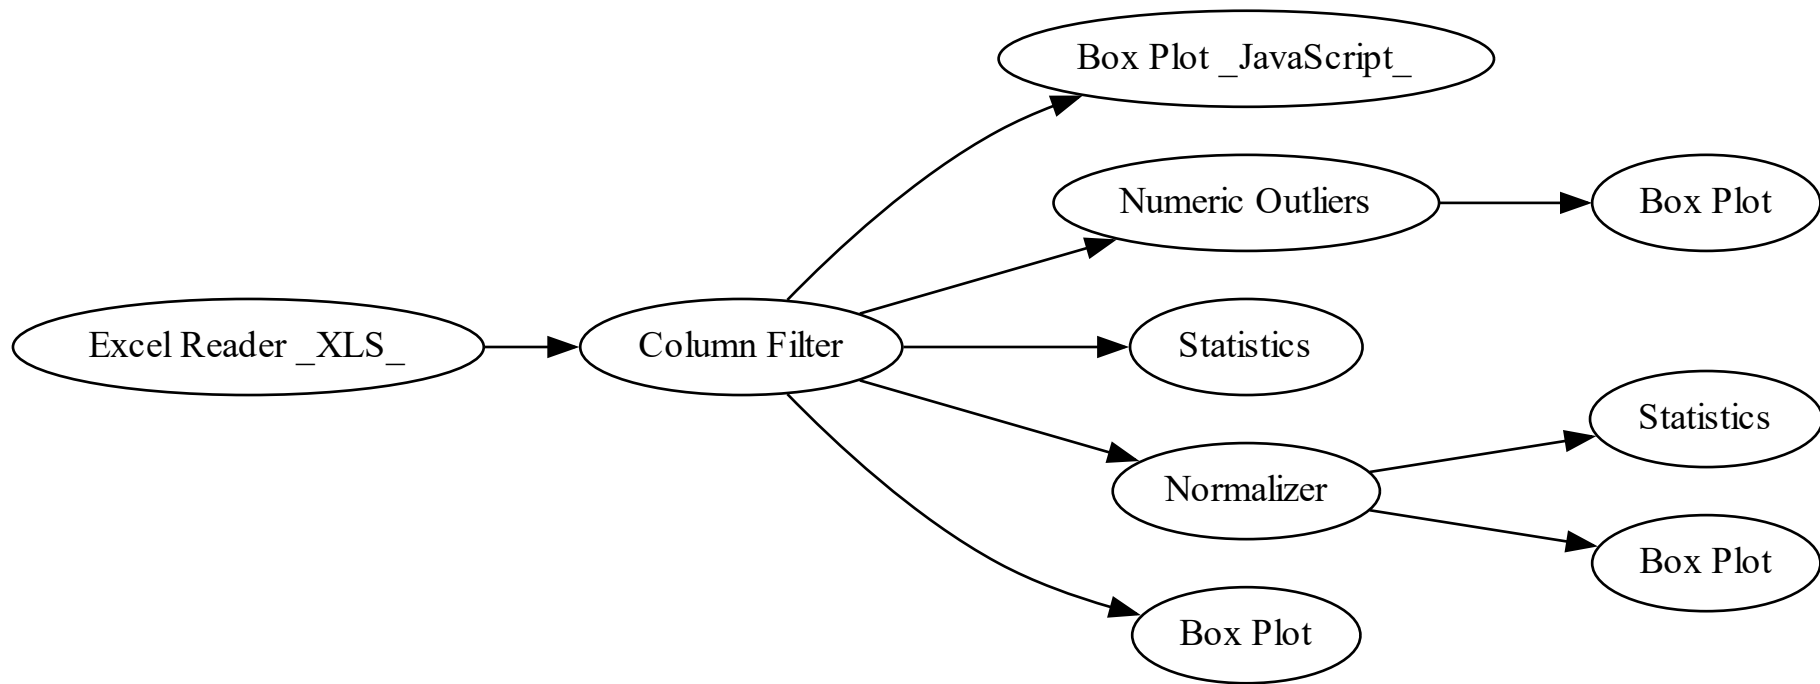 Box Plot _JavaScript_
Numeric Outliers
Box Plot
Excel Reader _XLS_
Column Filter
Statistics
Statistics
Normalizer
Box Plot
Box Plot